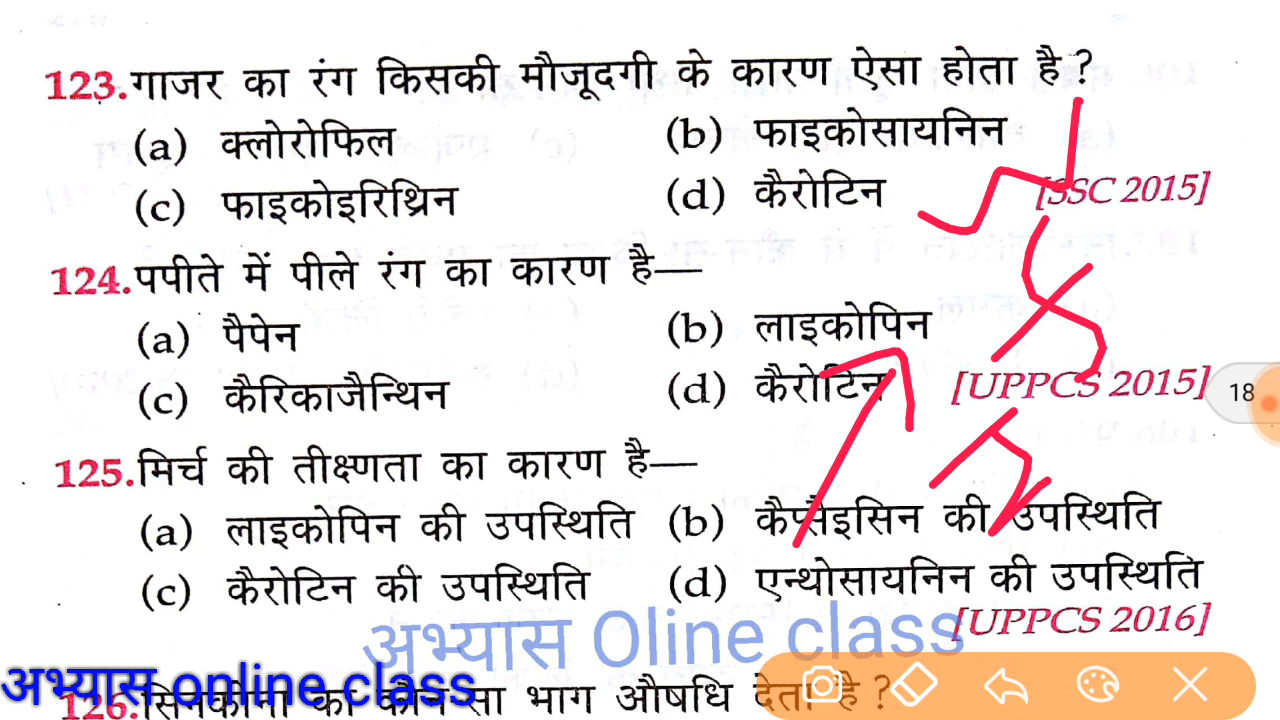 123. गाजर का रंग किसकी मौजूदगी के कारण ऐसा होता है ?
(a) क्लोरोफिल (b) फाइकोसायनिन
(c) फाइकोइरिथ्रिन (d) कैरोटिन [SSC 2015]
124. पपीते में पीले रंग का कारण है—
(a) पैपेन (b) लाइकोपिन
(c) कैरिकाजैन्थिन (d) कैरोटिन [UPPCS 2015]
18
125. मिर्च की तीक्ष्णता का कारण है—
(a) लाइकोपिन की उपस्थिति (b) कैप्सैइसिन की उपस्थिति
(c) कैरोटिन की उपस्थिति (d) एन्थोसायनिन की उपस्थिति
[UPPCS 2016]
अभ्यास Oline class
अभ्यास online class
126. सिनकोना का कौन सा भाग औषधि देता है ?